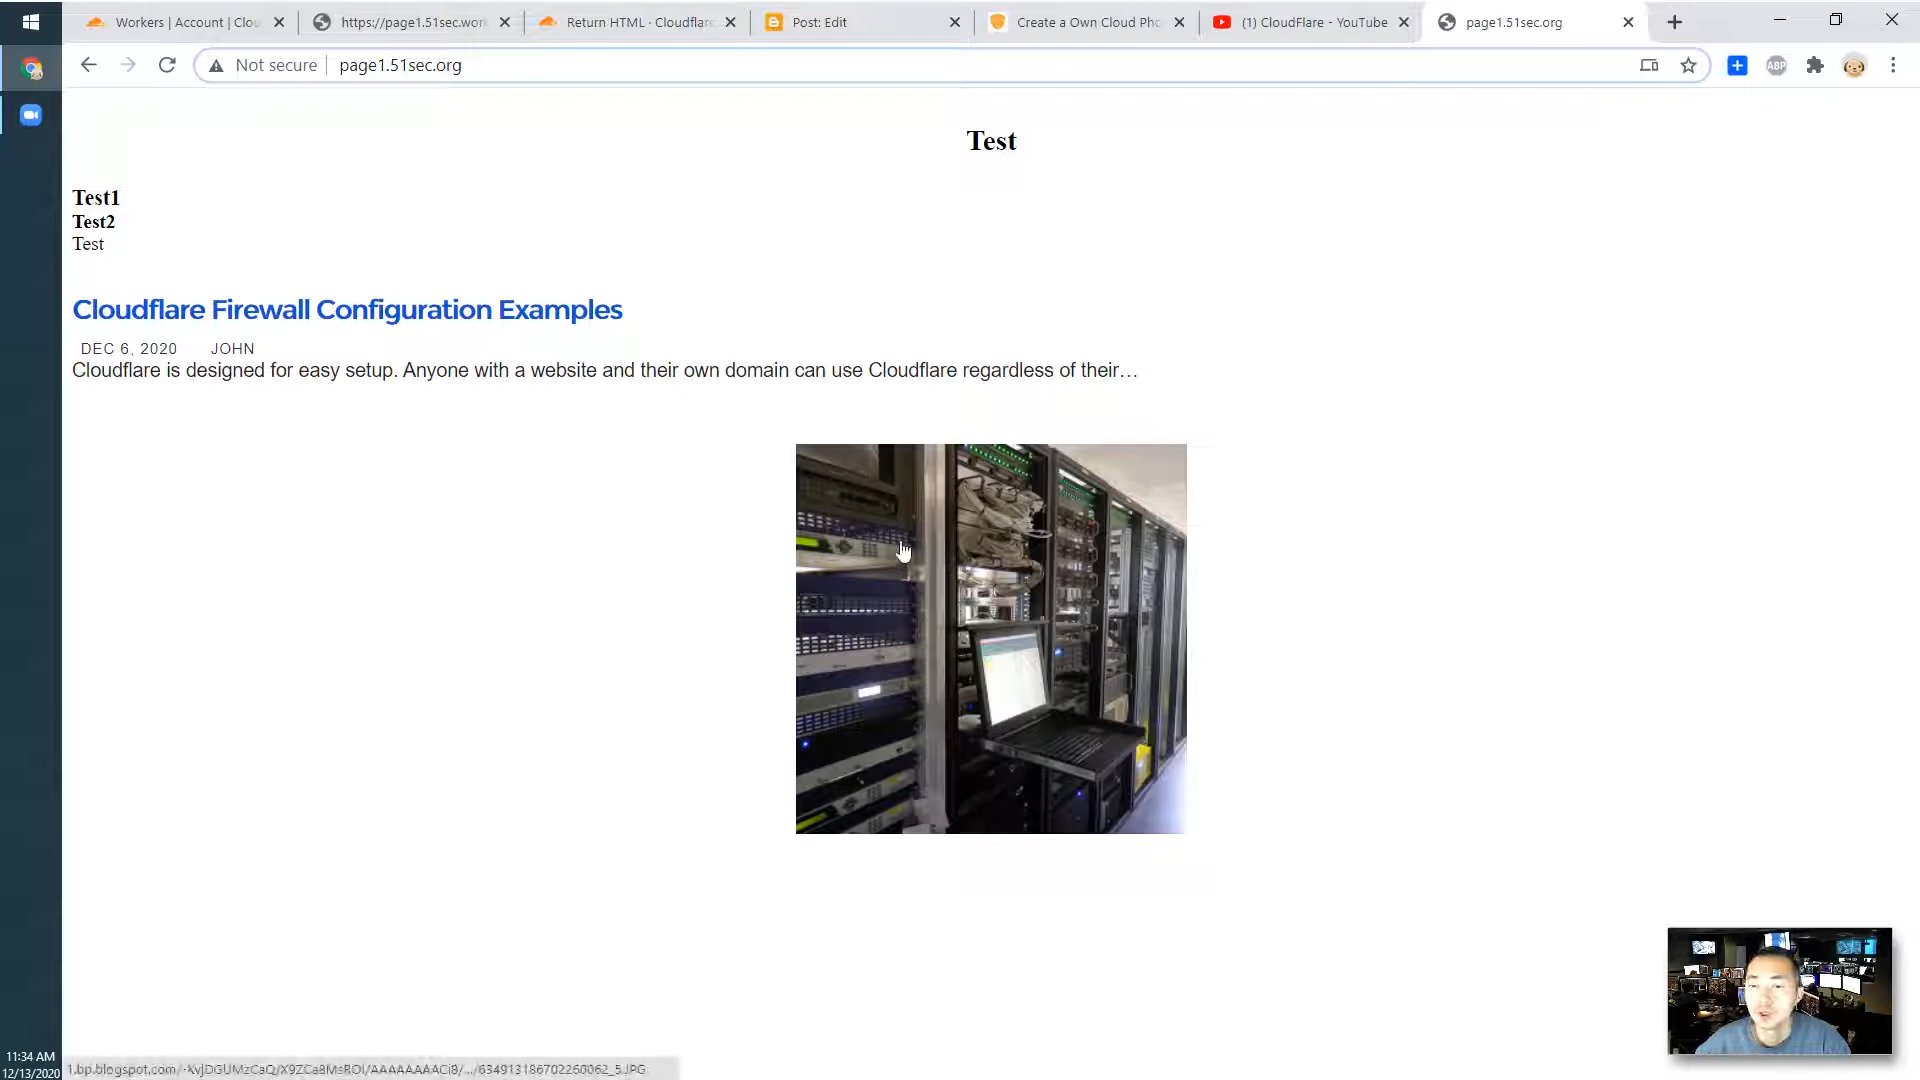 Workers | Account | Clou
https://page1.51sec.work
Return HTML · Cloudflare
Post: Edit
Create a Own Cloud Pho
(1) CloudFlare - YouTube
page1.51sec.org
Not secure
page1.51sec.org
ABP
Test
Test1
Test2
Test
Cloudflare Firewall Configuration Examples
DEC 6, 2020 JOHN
Cloudflare is designed for easy setup. Anyone with a website and their own domain can use Cloudflare regardless of their…
11:34 AM
12/13/2020